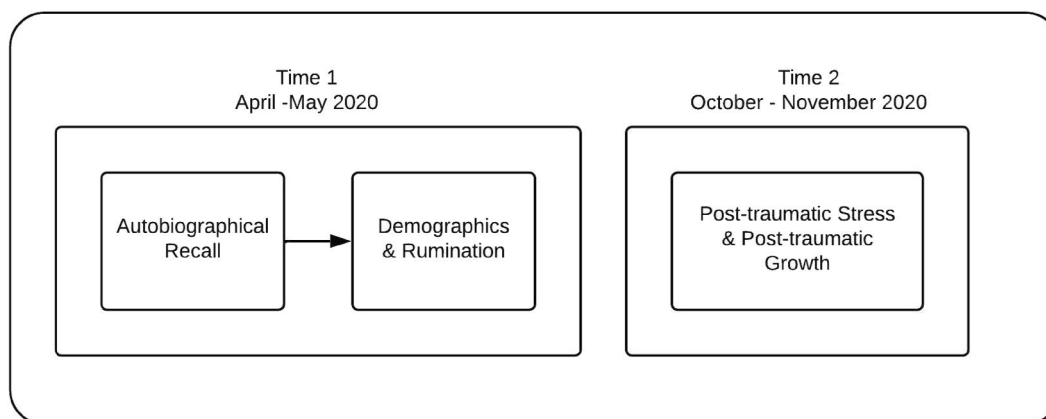 Time 1
April -May 2020
Autobiographical
Recall
Demographics
& Rumination
Time 2
October - November 2020
Post-traumatic Stress
& Post-traumatic
Growth